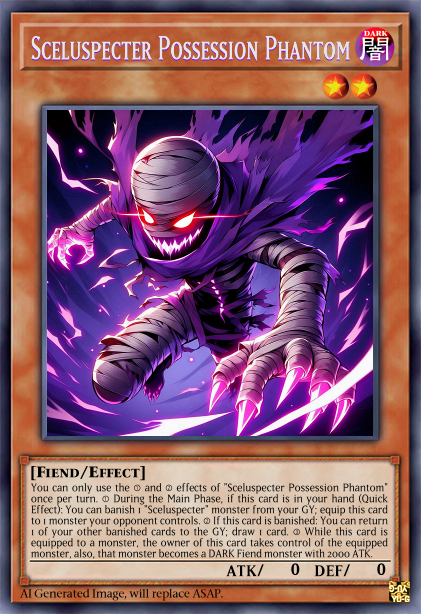 Sceluspecter Possession Phantom
DARK
闇
[Fiend/Effect]
You can only use the ① and ② effects of "Sceluspecter Possession Phantom"
once per turn. ① During the Main Phase, if this card is in your hand (Quick
Effect): You can banish 1 "Sceluspecter" monster from your GY; equip this card
to 1 monster your opponent controls. ② If this card is banished: You can return
1 of your other banished cards to the GY; draw 1 card. ③ While this card is
equipped to a monster, the owner of this card takes control of the equipped
monster, also, that monster becomes a DARK Fiend monster with 2000 ATK.
ATK/ 0 DEF/ 0
AI Generated Image, will replace ASAP.